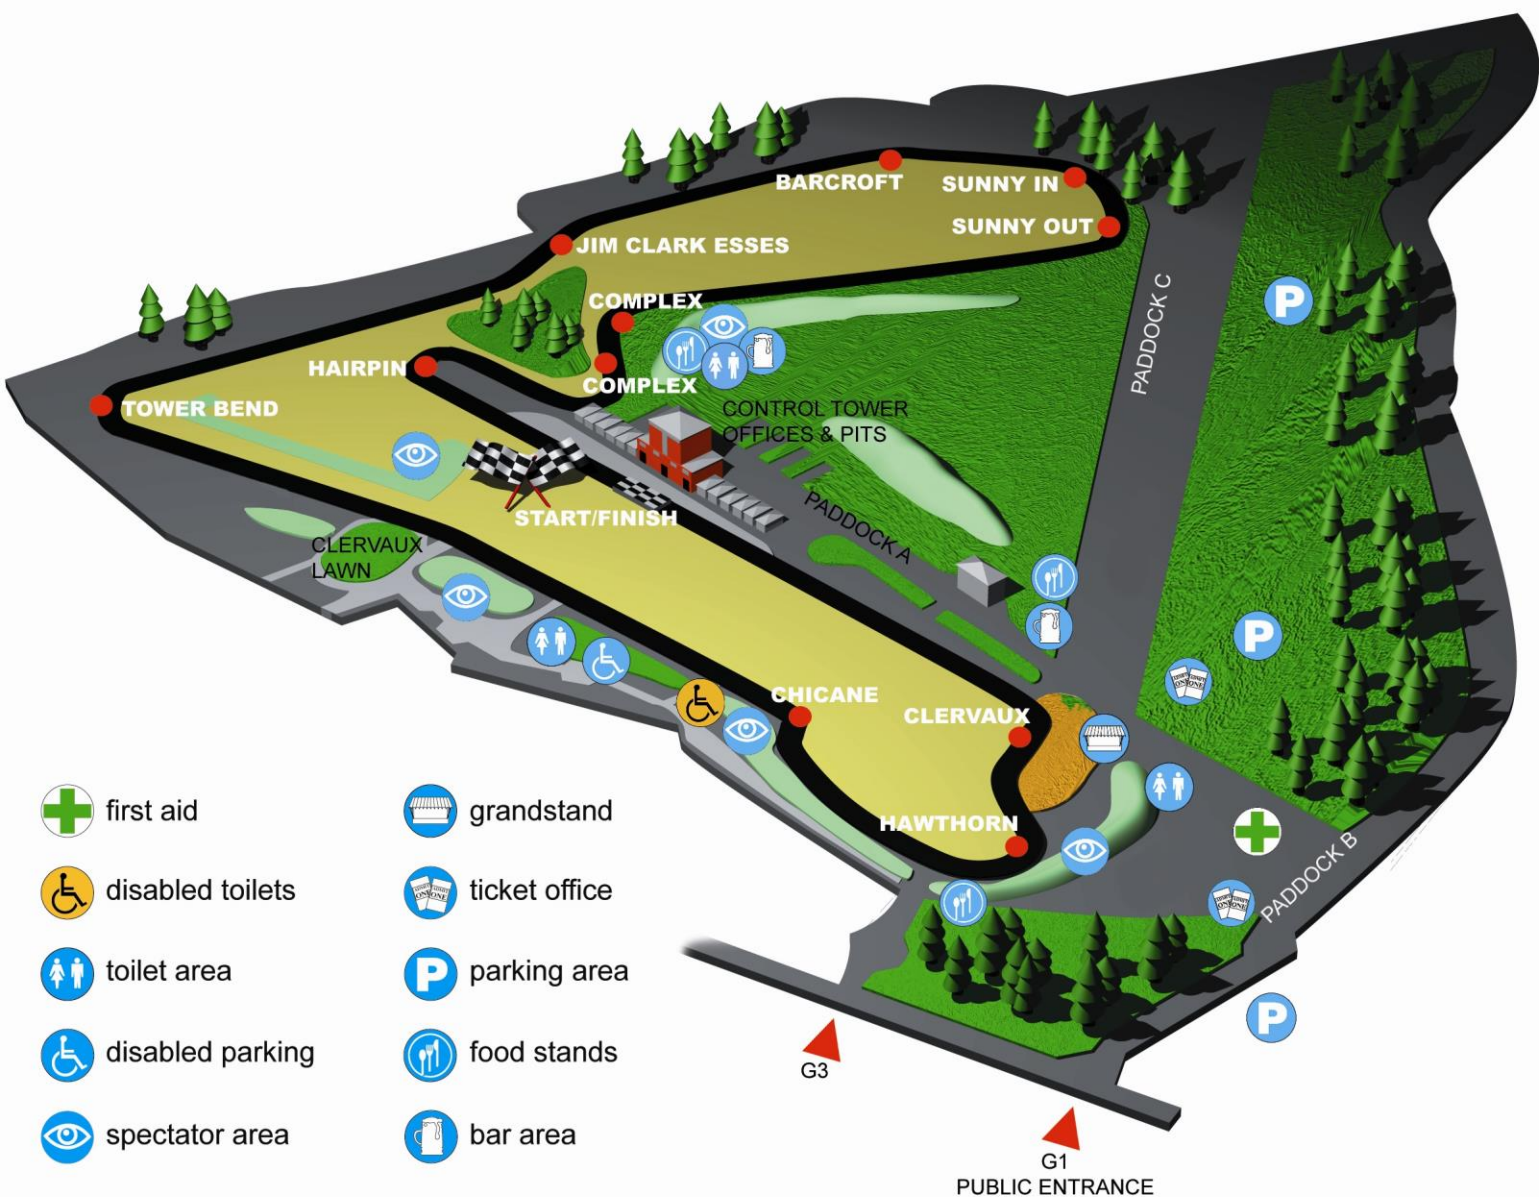 BARCROFT
SUNNY IN
SUNNY OUT
JIM CLARK ESSES
COMPLEX
HAIRPIN
COMPLEX
TOWER BEND
CONTROL TOWER
OFFICES & PITS
PADDOCK C
START/FINISH
PADDOCK A
CLERVAUX
LAWN
CHICANE
CLERVAUX
HAWTHORN
PADDOCK B
P
P
P
first aid
disabled toilets
toilet area
disabled parking
spectator area
grandstand
ticket office
P
parking area
food stands
bar area
G3
G1
PUBLIC ENTRANCE